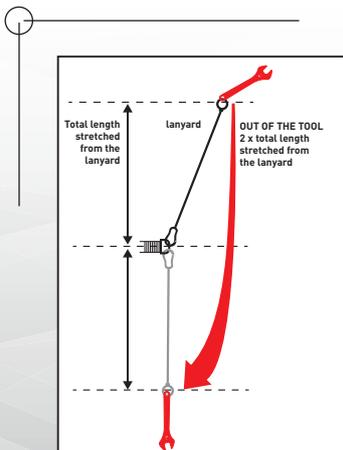 Total length
stretched
from the
lanyard
lanyard
OUT OF THE TOOL
2 x total length
stretched from
the lanyard